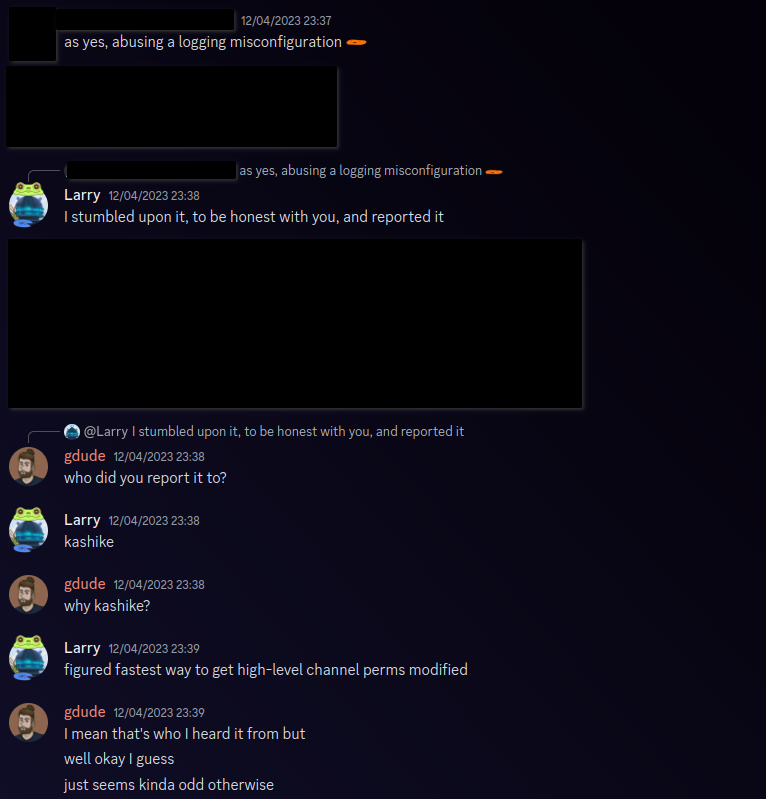 12/04/2023 23:37
as yes, abusing a logging misconfiguration
as yes, abusing a logging misconfiguration
Larry 12/04/2023 23:38
I stumbled upon it, to be honest with you, and reported it
@Larry I stumbled upon it, to be honest with you, and reported it
gdude 12/04/2023 23:38
who did you report it to?
Larry 12/04/2023 23:38
kashike
gdude 12/04/2023 23:38
why kashike?
Larry 12/04/2023 23:39
figured fastest way to get high-level channel perms modified
gdude 12/04/2023 23:39
I mean that's who I heard it from but
well okay I guess
just seems kinda odd otherwise